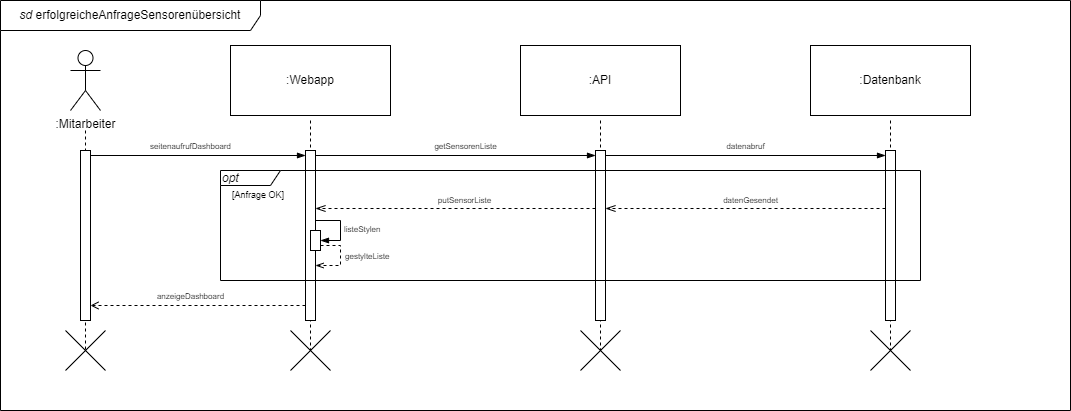 sd erfolgreicheAnfrageSensorenübersicht
:Mitarbeiter
:Webapp
:API
:Datenbank
seitenaufrufDashboard
getSensorenListe
datenabruf
opt
[Anfrage OK]
putSensorListe
datenGesendet
listeStylen
gestylteListe
anzeigeDashboard